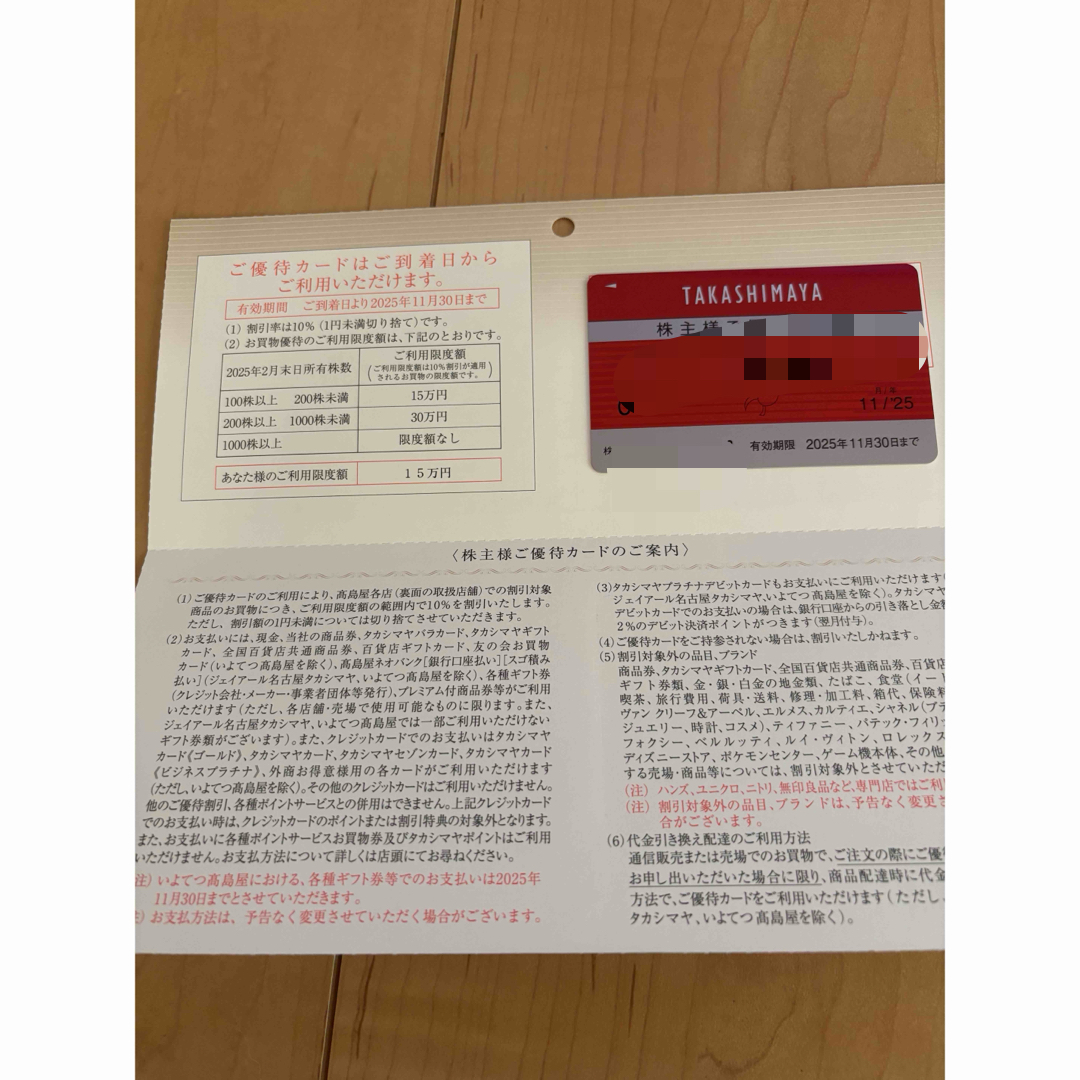 ご優待カードはご到着日から
ご利用いただけます。
有効期間 ご到着日より2025年11月30日まで
(1) 割引率は10% (1円未満切り捨て)です。
(2) お買物優待のご利用限度額は、下記のとおりです。
2025年2月末日所有株数
ご利用限度額
(ご利用限度額は10%割引が適用
されるお買物の限度額です。)
100株以上 200株未満 15万円
200株以上 1000株未満 30万円
1000株以上 限度額なし
あなた様のご利用限度額 15万円
TAKASHIMAYA
株主様
月/年
11/25
株
有効期限 2025年11月30日まで
〈株主様ご優待カードのご案内〉
(1)ご優待カードのご利用により、髙島屋各店(裏面の取扱店舗)での割引対象
商品のお買物につき、ご利用限度額の範囲内で10%を割引いたします。
ただし、割引額の1円未満については切り捨てさせていただきます。
(2)お支払いには、現金、当社の商品券、タカシマヤバラカード、タカシマヤギフト
カード、全国百貨店共通商品券、百貨店ギフトカード、友の会お買物
カード(いよてつ髙島屋を除く)、髙島屋ネオバンク[銀行口座払い][スゴ積み
払い](ジェイアール名古屋タカシマヤ、いよてつ髙島屋を除く)、各種ギフト券
(クレジット会社・メーカー・事業者団体等発行)、プレミアム付商品券等がご利用
いただけます(ただし、各店舗・売場で使用可能なものに限ります。また、
ジェイアール名古屋タカシマヤ、いよてつ髙島屋では一部ご利用いただけない
ギフト券類がございます)。また、クレジットカードでのお支払いはタカシマヤ
カード《ゴールド》、タカシマヤカード、タカシマヤセゾンカード、タカシマヤカード
《ビジネスプラチナ》、外商お得意様用の各カードがご利用いただけます
(ただし、いよてつ髙島屋を除く)。その他のクレジットカードはご利用いただけません。
他のご優待割引、各種ポイントサービスとの併用はできません。上記クレジットカード
でのお支払い時は、クレジットカードのポイントまたは割引特典の対象外となります。
また、お支払いに各種ポイントサービスお買物券及びタカシマヤポイントはご利用
いただけません。お支払方法について詳しくは店頭にてお尋ねください。
注) いよてつ髙島屋における、各種ギフト券等でのお支払いは2025年
11月30日までとさせていただきます。
) お支払方法は、予告なく変更させていただく場合がございます。
(3)タカシマヤプラチナデビットカードもお支払いにご利用いただけます(
ジェイアール名古屋タカシマヤ、いよてつ髙島屋を除く)。タカシマヤ
デビットカードでのお支払いの場合は、銀行口座からの引き落とし金
2%のデビット決済ポイントがつきます(翌月付与)。
(4)ご優待カードをご持参されない場合は、割引いたしかねます。
(5)割引対象外の品目、ブランド
商品券、タカシマヤギフトカード、全国百貨店共通商品券、百貨店
ギフト券類、金・銀・白金の地金類、たばこ、食堂(イート
喫茶、旅行費用、荷具・送料、修理・加工料、箱代、保険料
ヴァン クリーフ&アーペル、エルメス、カルティエ、シャネル(ブラ
ジュエリー、時計、コスメ)、ティファニー、パテック・フィリッ
フォクシー、ベルルッティ、ルイ・ヴィトン、ロレックス
ディズニーストア、ポケモンセンター、ゲーム機本体、その他
する売場・商品等については、割引対象外とさせていただ
(注) ハンズ、ユニクロ、ニトリ、無印良品など、専門店ではご利
(注) 割引対象外の品目、ブランドは、予告なく変更さ
合がございます。
(6)代金引き換え配達のご利用方法
通信販売または売場でのお買物で、ご注文の際にご優
お申し出いただいた場合に限り、商品配達時に代金
方法で、ご優待カードをご利用いただけます(ただし、
タカシマヤ、いよてつ髙島屋を除く)。